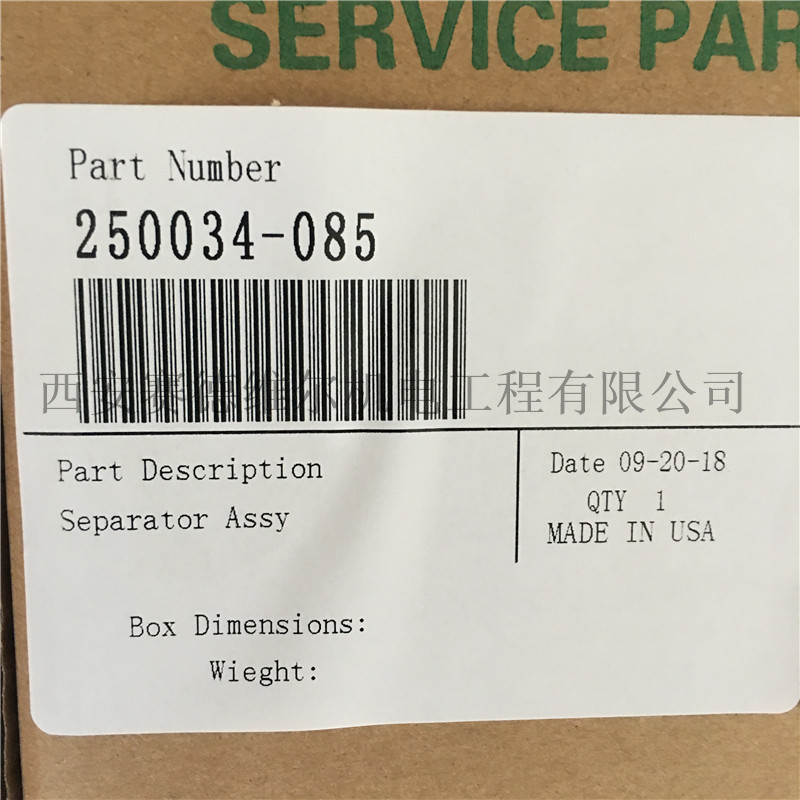 SERVICE PAR
Part Number
250034-085
西安赛德维尔机电工程有限公司
Part Description
Separator Assy
Date 09-20-18
QTY 1
MADE IN USA
Box Dimensions:
Wieght: